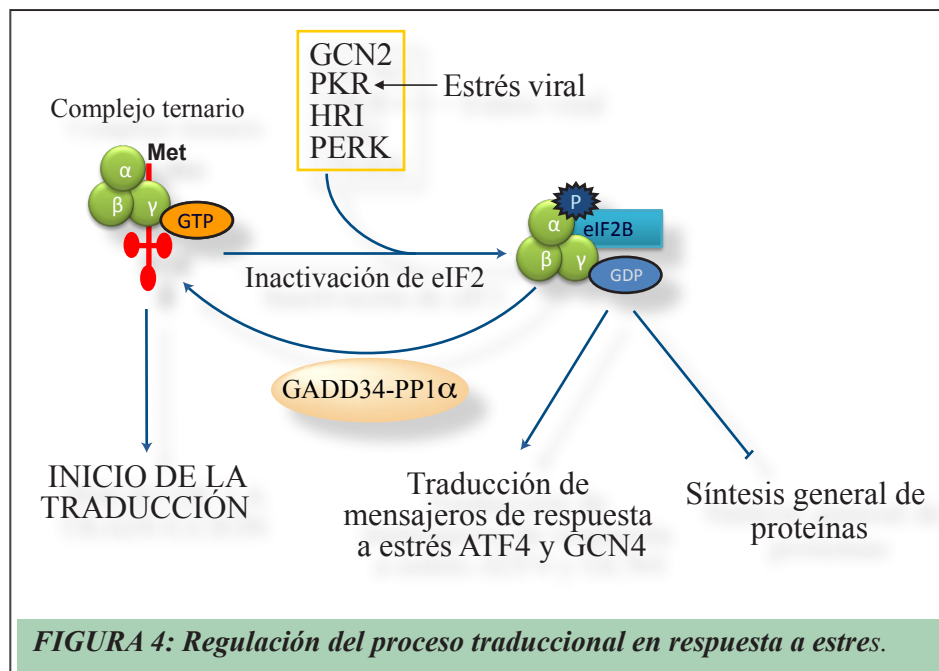 GCN2
PKR
HRI
PERK
Estrés viral
Complejo ternario
Met
α
β
γ
GTP
Inactivación de eIF2
P
α
eIF2B
β
γ
GDP
GADD34-PP1α
INICIO DE LA
TRADUCCIÓN
Traducción de
mensajeros de respuesta
a estrés ATF4 y GCN4
Síntesis general de
proteínas
FIGURA 4: Regulación del proceso traduccional en respuesta a estres.